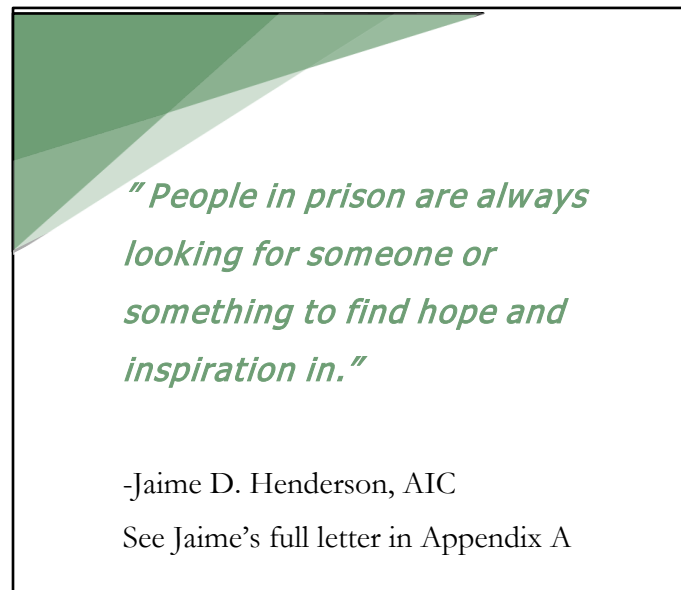 " People in prison are always
looking for someone or
something to find hope and
inspiration in."
-Jaime D. Henderson, AIC
See Jaime’s full letter in Appendix A